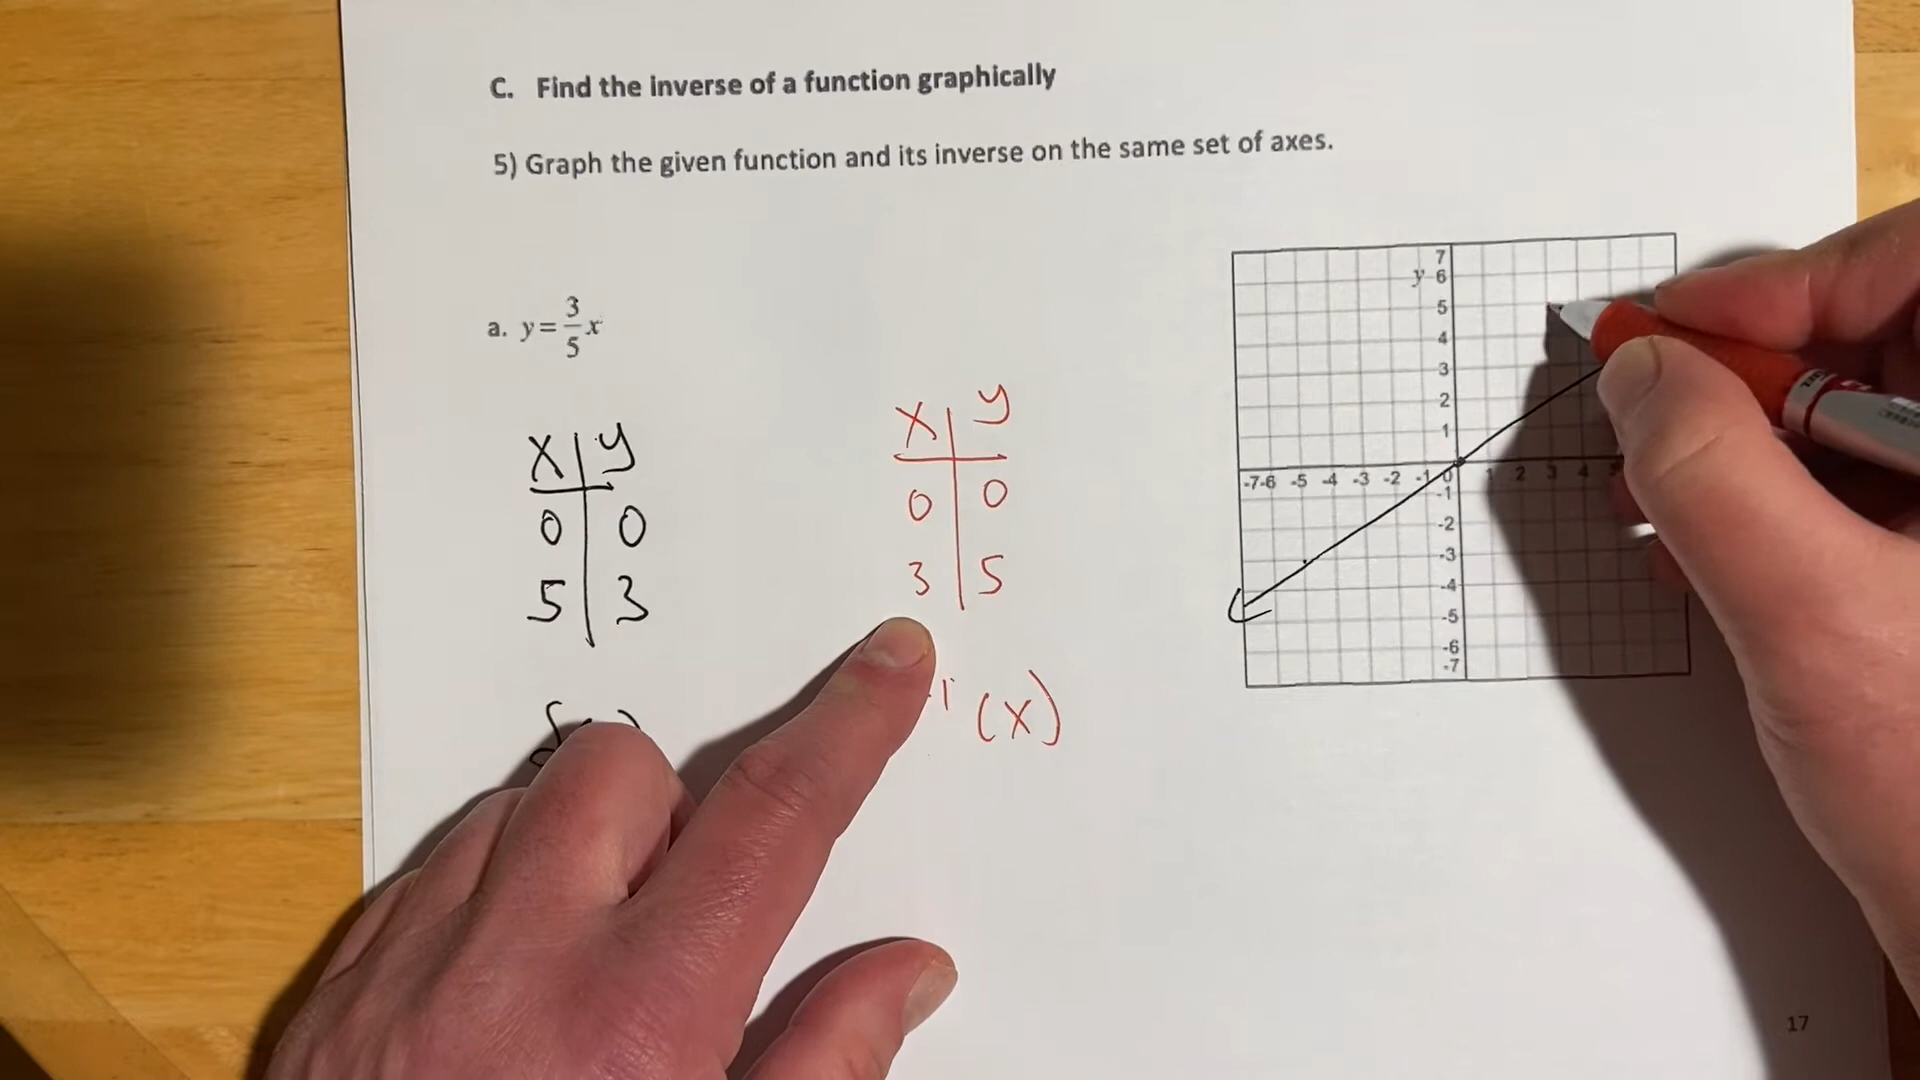 C. Find the inverse of a function graphically
5) Graph the given function and its inverse on the same set of axes.
a. y=3/5x
x y
0 0
5 3
x y
0 0
3 5
-1 (x)
y
7
6
5
4
3
2
1
-7 -6 -5 -4 -3 -2 -1 0 1 2 3 4
-1
-2
-3
-4
-5
-6
-7
17